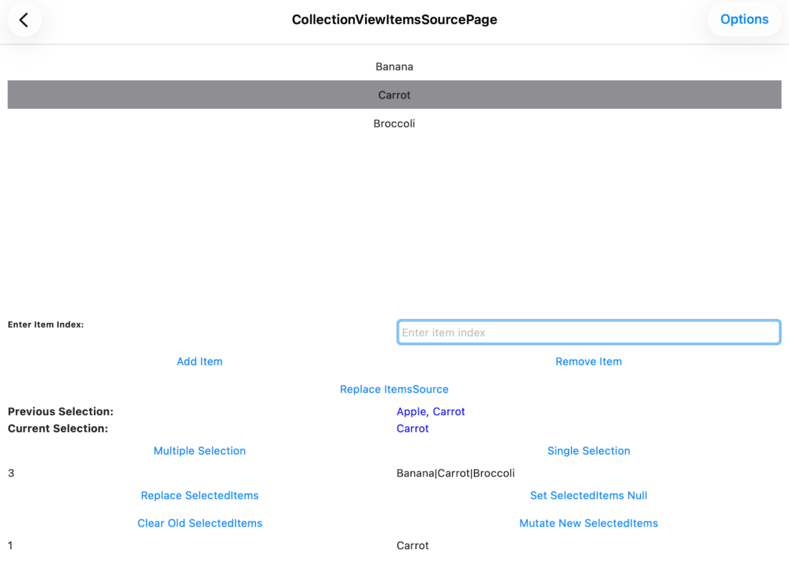 CollectionViewItemsSourcePage
Options
Banana
Carrot
Broccoli
Enter Item Index:
Enter item index
Add Item
Remove Item
Replace ItemsSource
Previous Selection:
Apple, Carrot
Current Selection:
Carrot
Multiple Selection
Single Selection
3
Banana|Carrot|Broccoli
Replace SelectedItems
Set SelectedItems Null
Clear Old SelectedItems
Mutate New SelectedItems
1
Carrot